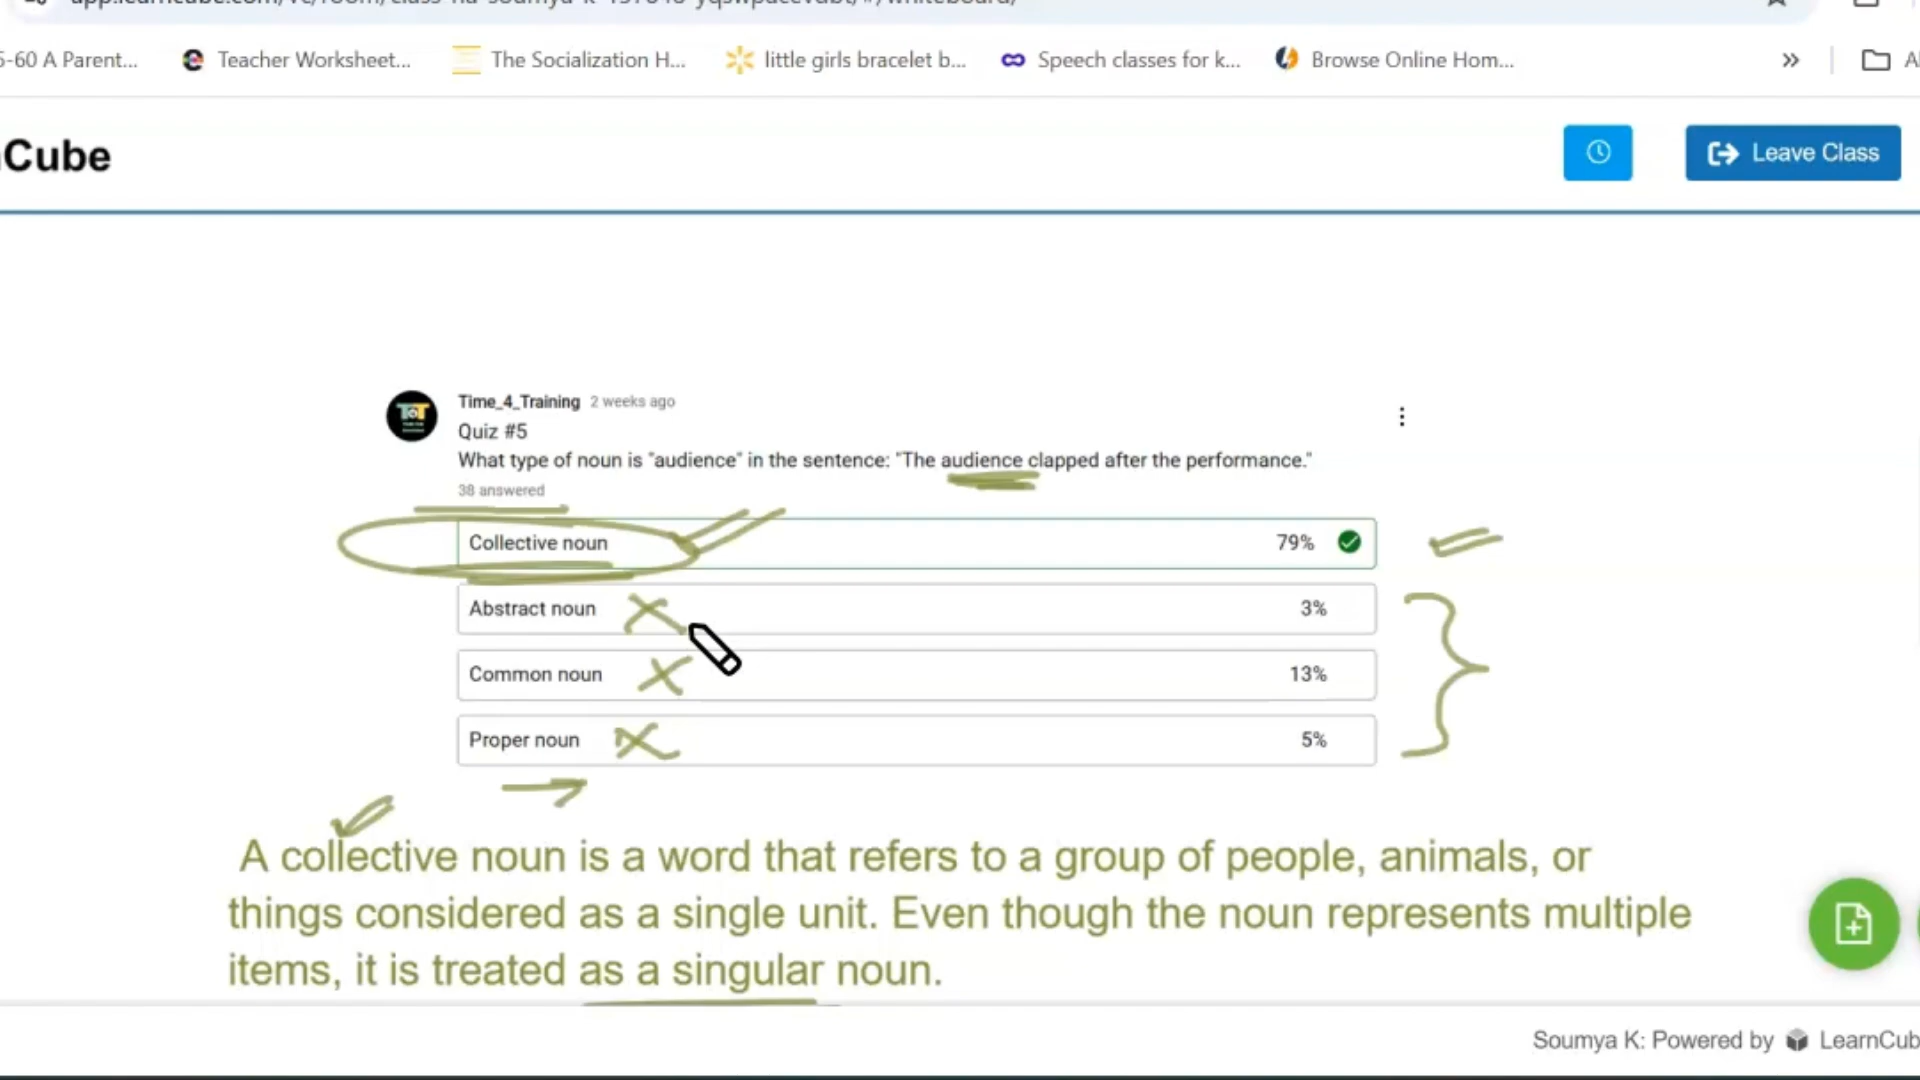 5-60 A Parent... Teacher Worksheet... The Socialization H... little girls bracelet b... Speech classes for k... Browse Online Hom... »
Cube
Leave Class
Time_4_Training 2 weeks ago
Quiz #5
What type of noun is "audience" in the sentence: "The audience clapped after the performance."
38 answered
Collective noun 79%
Abstract noun 3%
Common noun 13%
Proper noun 5%
A collective noun is a word that refers to a group of people, animals, or
things considered as a single unit. Even though the noun represents multiple
items, it is treated as a singular noun.
Soumya K: Powered by LearnCub